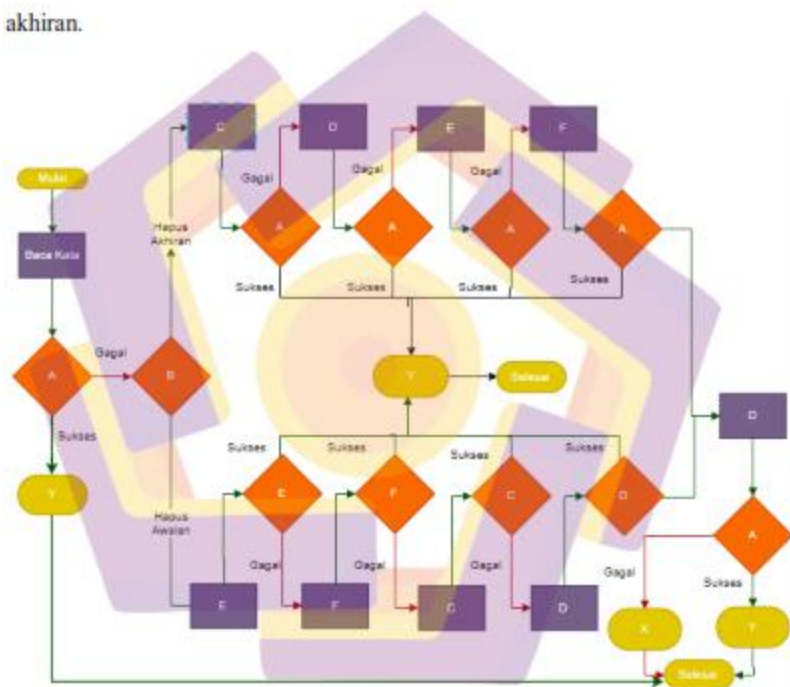 akhiran.
C
D
E
F
Gagal
Gagal
Gagal
Mulai
Hapus
Akhiran
A
A
A
A
Baca Kata
Sukses
Sukses
Sukses
Sukses
Gagal
A
B
Y
Selesai
D
Sukses
Sukses
Sukses
Sukses
Sukses
Y
E
F
C
D
Hapus
Awalan
A
Gagal
Gagal
Gagal
Gagal
Sukses
E
F
C
D
X
Y
Selesai